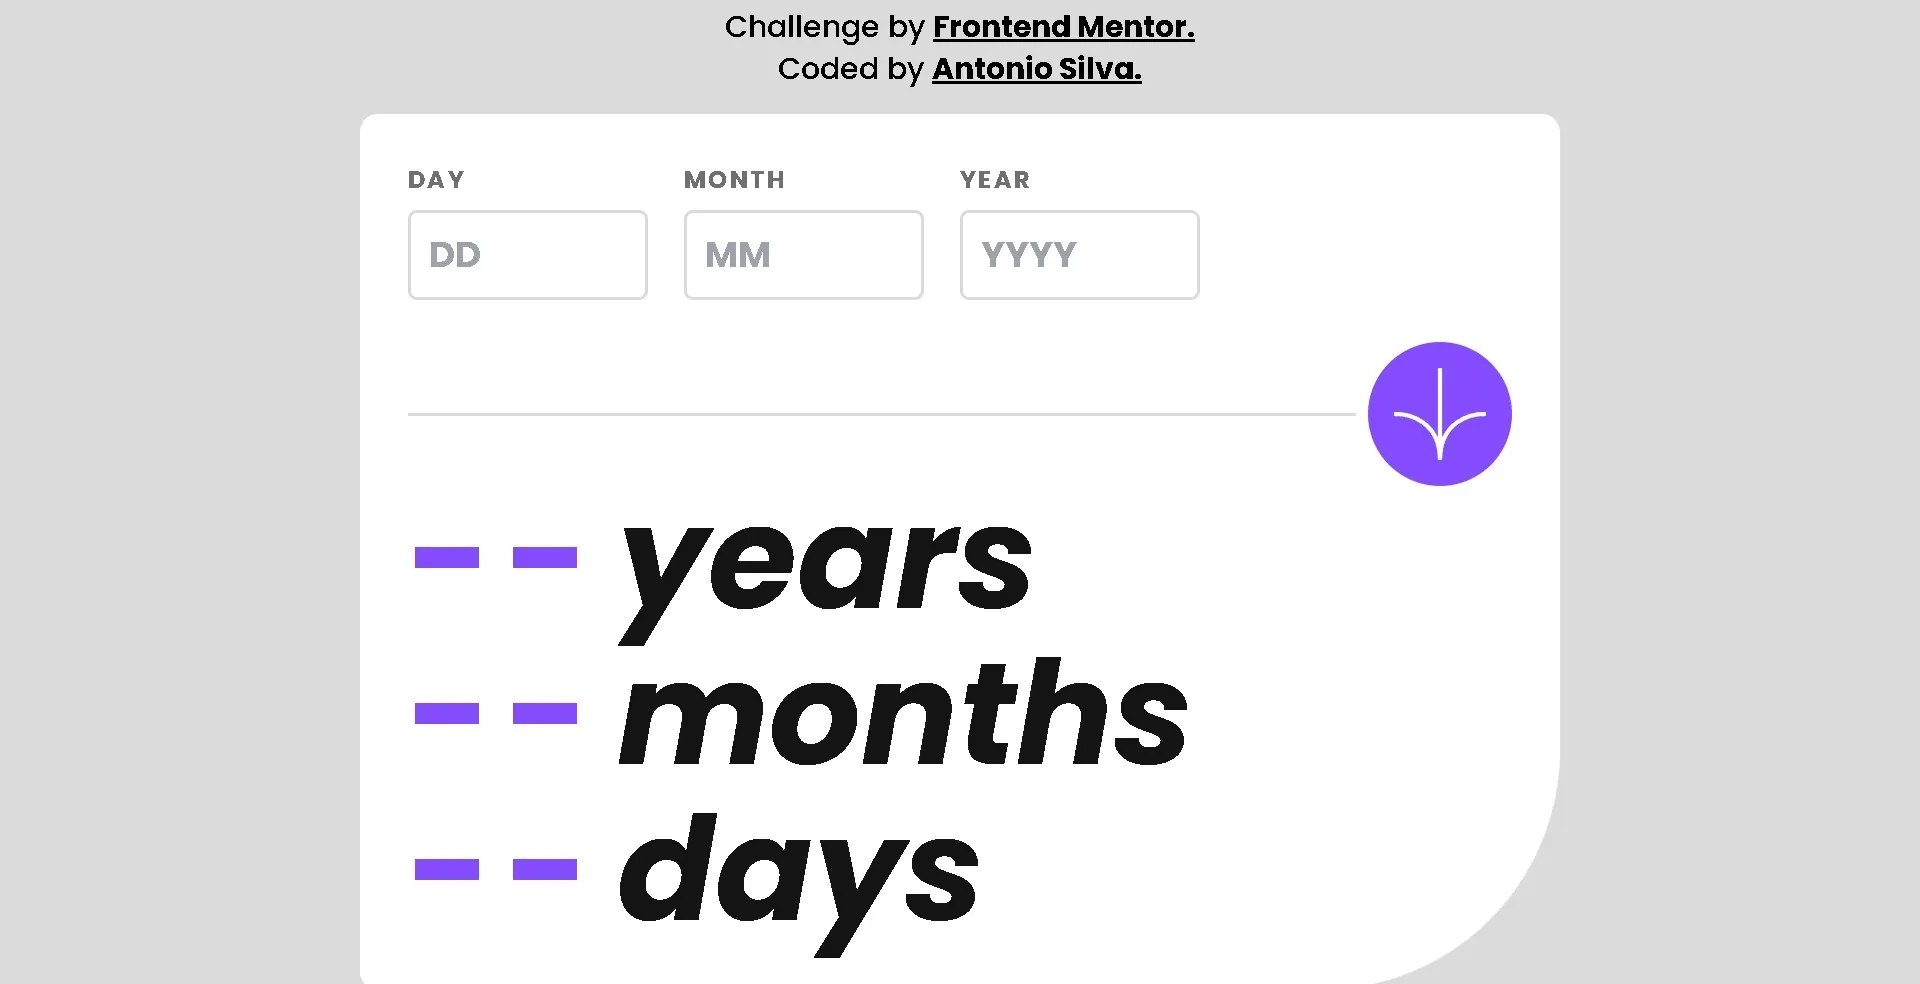 Challenge by Frontend Mentor.
Coded by Antonio Silva.
DAY MONTH YEAR
DD MM YYYY
-- years
-- months
-- days